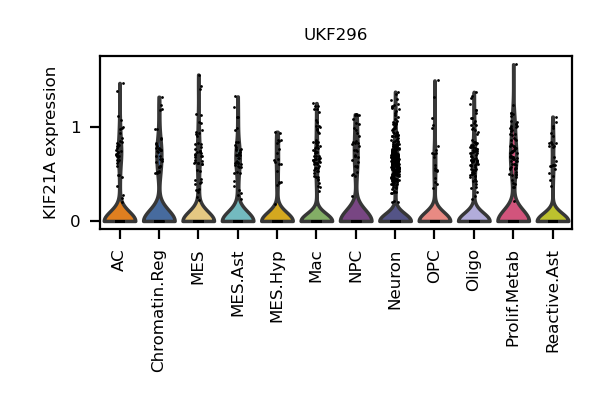 UKF296
KIF21A expression
1
0
AC
Chromatin.Reg
MES
MES.Ast
MES.Hyp
Mac
NPC
Neuron
OPC
Oligo
Prolif.Metab
Reactive.Ast